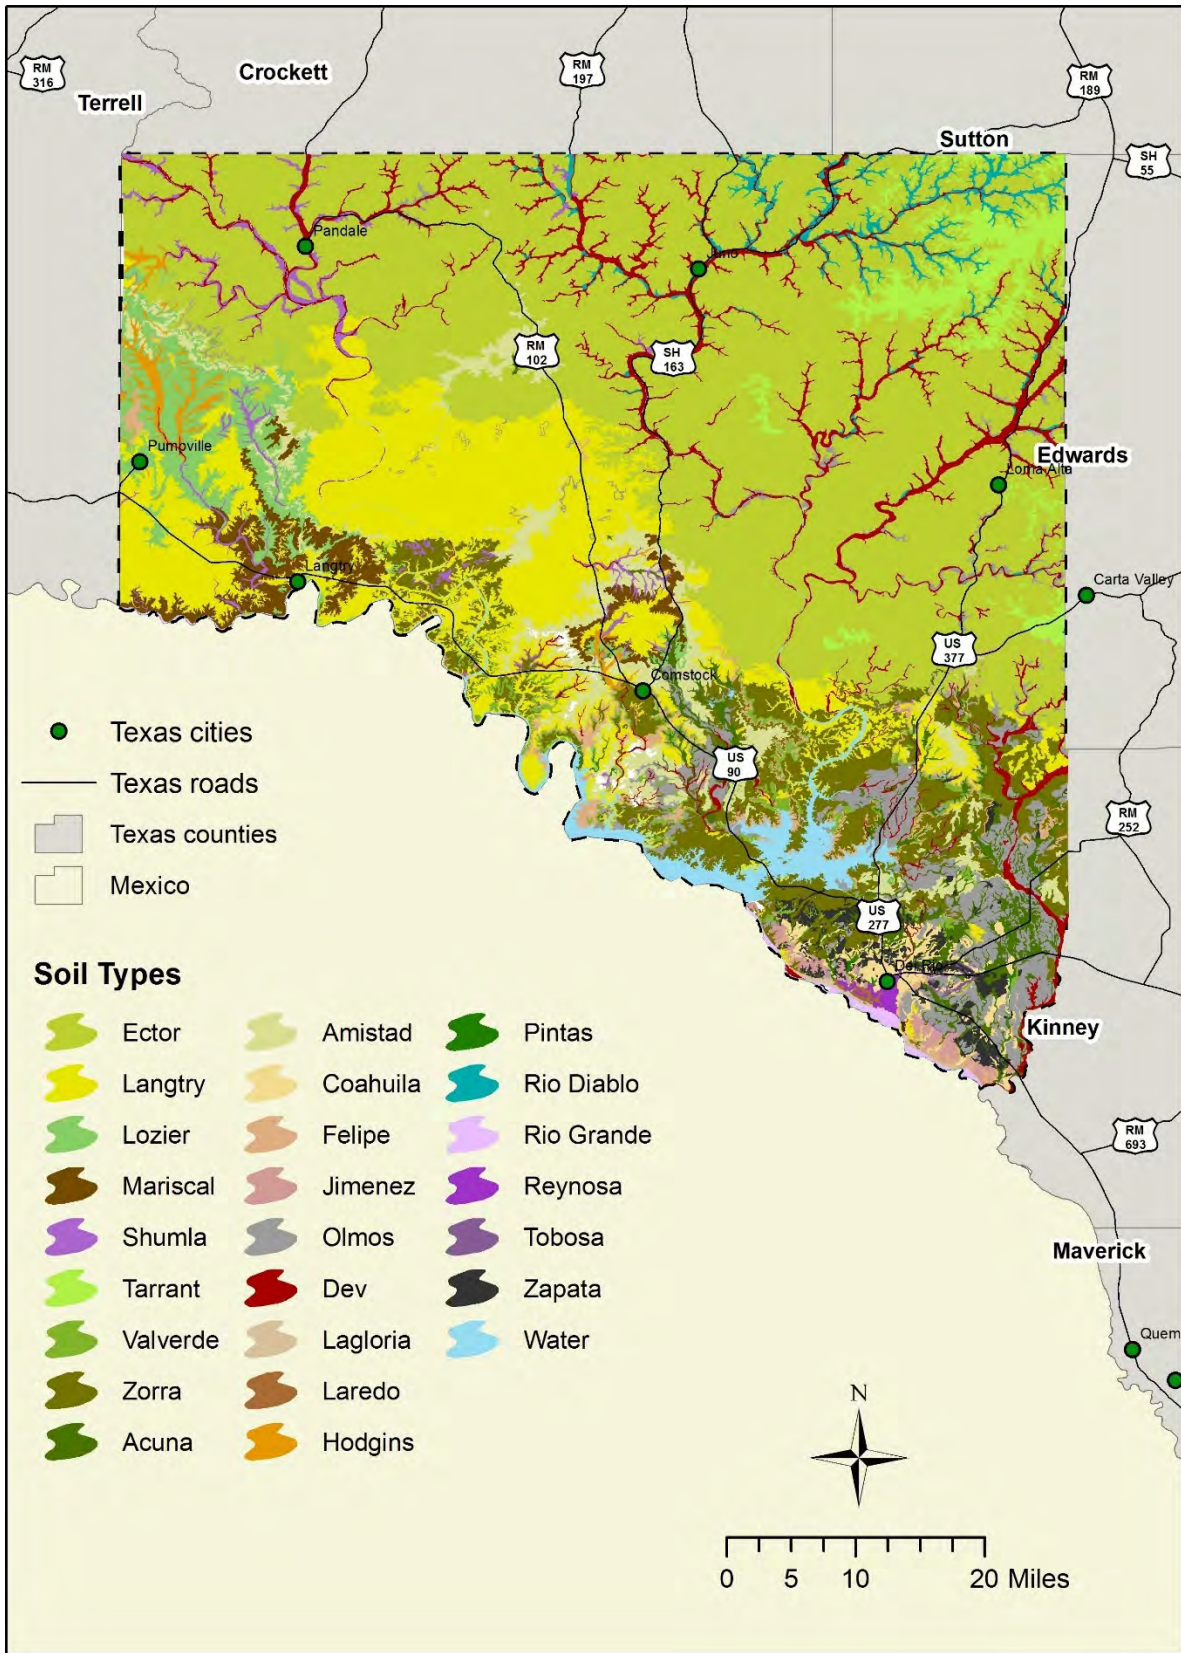 RM
316
Crockett
RM
197
RM
189
Terrell
Sutton
SH
55
Pandale
Juno
RM
102
SH
163
Pumpville
Edwards
Loma Alta
Langtry
Carta Valley
US
377
Comstock
US
90
RM
252
US
277
Del Rio
Kinney
RM
693
Maverick
Quem
Texas cities
Texas roads
Texas counties
Mexico
Soil Types
Ector
Langtry
Lozier
Mariscal
Shumla
Tarrant
Valverde
Zorra
Acuna
Amistad
Coahuila
Felipe
Jimenez
Olmos
Dev
Lagloria
Laredo
Hodgins
Pintas
Rio Diablo
Rio Grande
Reynosa
Tobosa
Zapata
Water
N
0 5 10 20 Miles